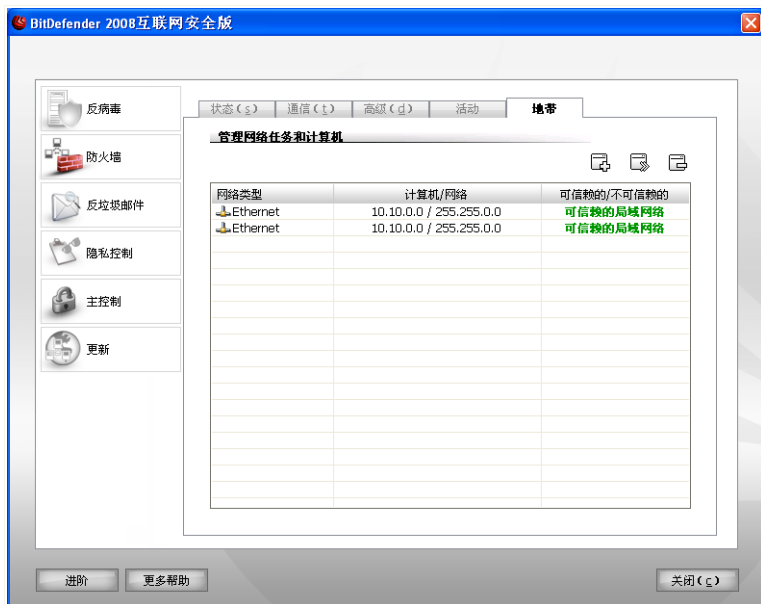 BitDefender 2008互联网安全版
反病毒
防火墙
反垃圾邮件
隐私控制
主控制
更新
状态(s) 通信(t) 高级(d) 活动 地带
管理网络任务和计算机
网络类型 计算机/网络 可信赖的/不可信赖的
Ethernet 10.10.0.0 / 255.255.0.0 可信赖的局域网络
Ethernet 10.10.0.0 / 255.255.0.0 可信赖的局域网络
进阶 更多帮助 关闭(c)